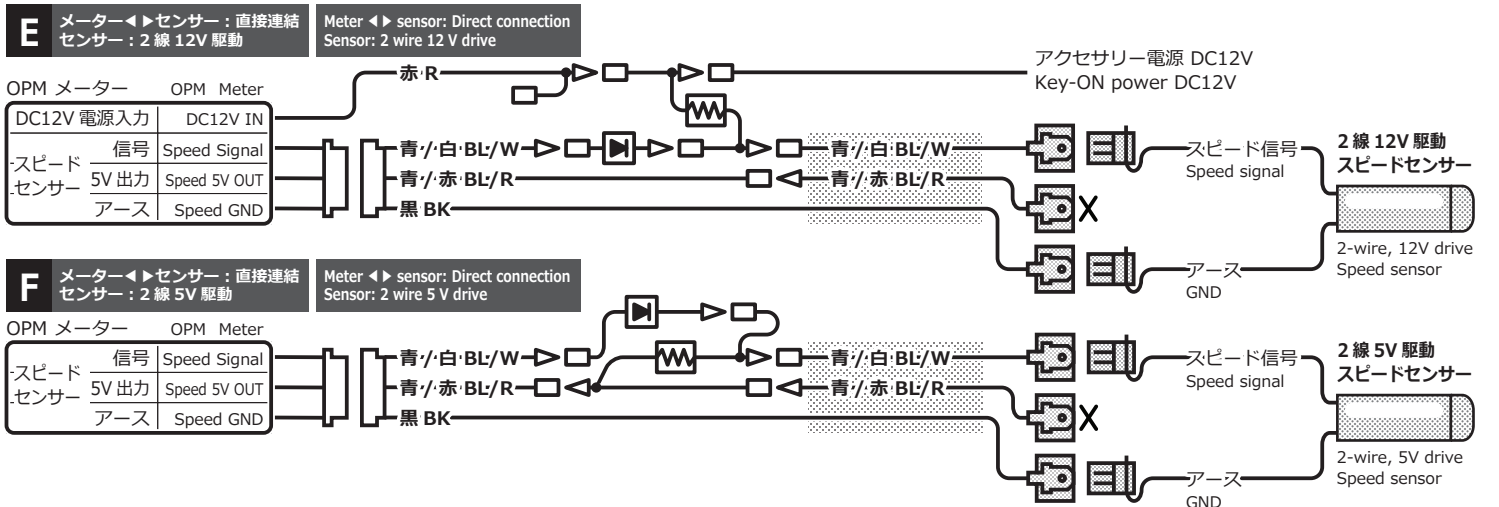 E
メーター◀ ▶センサー : 直接連結
センサー : 2 線 12V 駆動
Meter ◀ ▶ sensor: Direct connection
Sensor: 2 wire 12 V drive
アクセサリー電源 DC12V
Key-ON power DC12V
OPM メーター OPM Meter
赤 R
DC12V 電源入力 DC12V IN
スピード
センサー
信号 Speed Signal
5V 出力 Speed 5V OUT
アース Speed GND
青 / 白 BL/W
青 / 赤 BL/R
黒 BK
青 / 白 BL/W
青 / 赤 BL/R
X
スピード信号
Speed signal
アース
GND
2 線 12V 駆動
スピードセンサー
2-wire, 12V drive
Speed sensor
F
メーター◀ ▶センサー : 直接連結
センサー : 2 線 5V 駆動
Meter ◀ ▶ sensor: Direct connection
Sensor: 2 wire 5 V drive
OPM メーター OPM Meter
スピード
センサー
信号 Speed Signal
5V 出力 Speed 5V OUT
アース Speed GND
青 / 白 BL/W
青 / 赤 BL/R
黒 BK
青 / 白 BL/W
青 / 赤 BL/R
X
スピード信号
Speed signal
アース
GND
2 線 5V 駆動
スピードセンサー
2-wire, 5V drive
Speed sensor